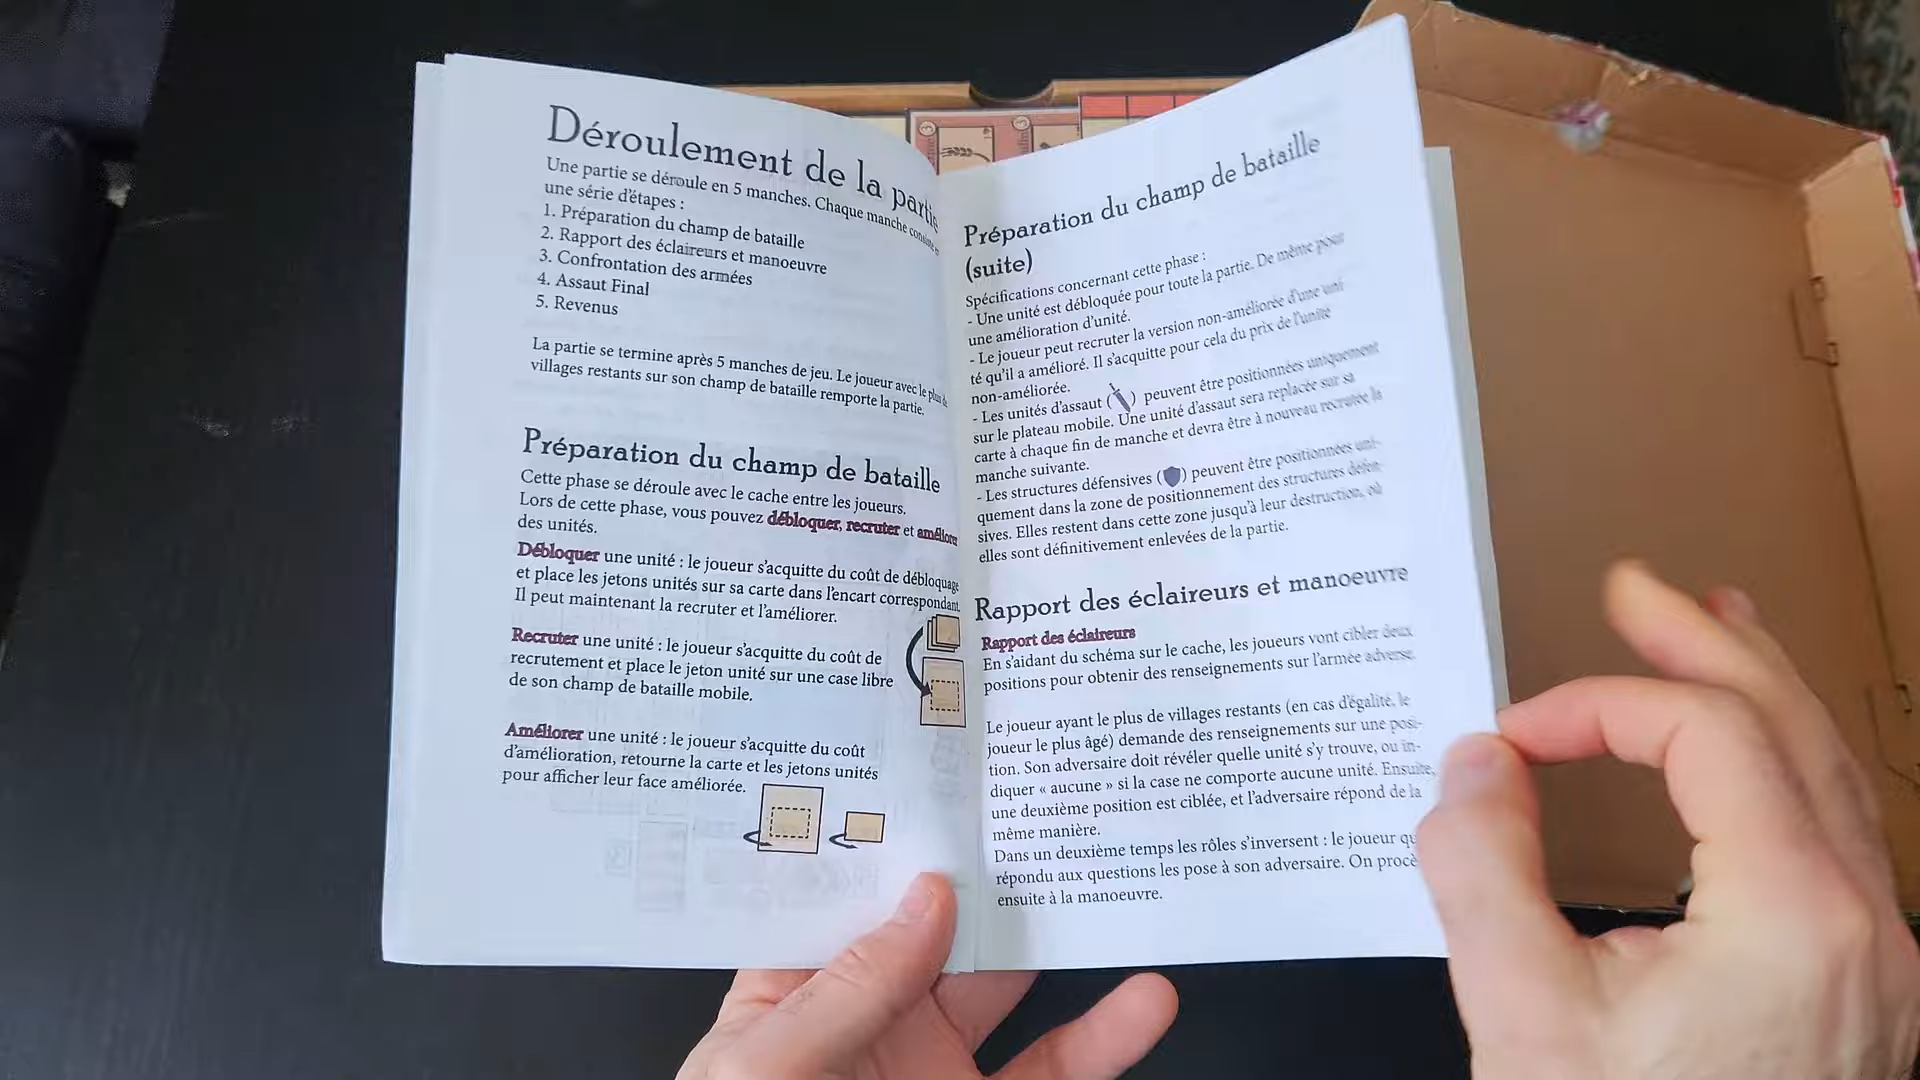 Déroulement de la partie
Une partie se déroule en 5 manches. Chaque manche consiste en
une série d'étapes :
1. Préparation du champ de bataille
2. Rapport des éclaireurs et manoeuvre
3. Confrontation des armées
4. Assaut Final
5. Revenus
La partie se termine après 5 manches de jeu. Le joueur avec le plus de
villages restants sur son champ de bataille remporte la partie.
Préparation du champ de bataille
Cette phase se déroule avec le cache entre les joueurs.
Lors de cette phase, vous pouvez débloquer, recruter et améliorer
des unités.
Débloquer une unité : le joueur s'acquitte du coût de débloquage
et place les jetons unités sur sa carte dans l'encart correspondant.
Il peut maintenant la recruter et l'améliorer.
Recruter une unité : le joueur s'acquitte du coût de
recrutement et place le jeton unité sur une case libre
de son champ de bataille mobile.
Améliorer une unité : le joueur s'acquitte du coût
d'amélioration, retourne la carte et les jetons unités
pour afficher leur face améliorée.
Préparation du champ de bataille
(suite)
Spécifications concernant cette phase :
- Une unité est débloquée pour toute la partie. De même pour
une amélioration d'unité.
- Le joueur peut recruter la version non-améliorée d'une uni-
té qu'il a amélioré. Il s'acquitte pour cela du prix de l'unité
non-améliorée.
- Les unités d'assaut ( ) peuvent être positionnées uniquement
sur le plateau mobile. Une unité d'assaut sera replacée sur sa
carte à chaque fin de manche et devra être à nouveau recrutée la
manche suivante.
- Les structures défensives ( ) peuvent être positionnées uni-
quement dans la zone de positionnement des structures défen-
sives. Elles restent dans cette zone jusqu'à leur destruction, où
elles sont définitivement enlevées de la partie.
Rapport des éclaireurs et manoeuvre
Rapport des éclaireurs
En s'aidant du schéma sur le cache, les joueurs vont cibler deux
positions pour obtenir des renseignements sur l'armée adverse.
Le joueur ayant le plus de villages restants (en cas d'égalité, le
joueur le plus âgé) demande des renseignements sur une posi-
tion. Son adversaire doit révéler quelle unité s'y trouve, ou in-
diquer « aucune » si la case ne comporte aucune unité. Ensuite,
une deuxième position est ciblée, et l'adversaire répond de la
même manière.
Dans un deuxième temps les rôles s'inversent : le joueur qu
répondu aux questions les pose à son adversaire. On procè
ensuite à la manoeuvre.